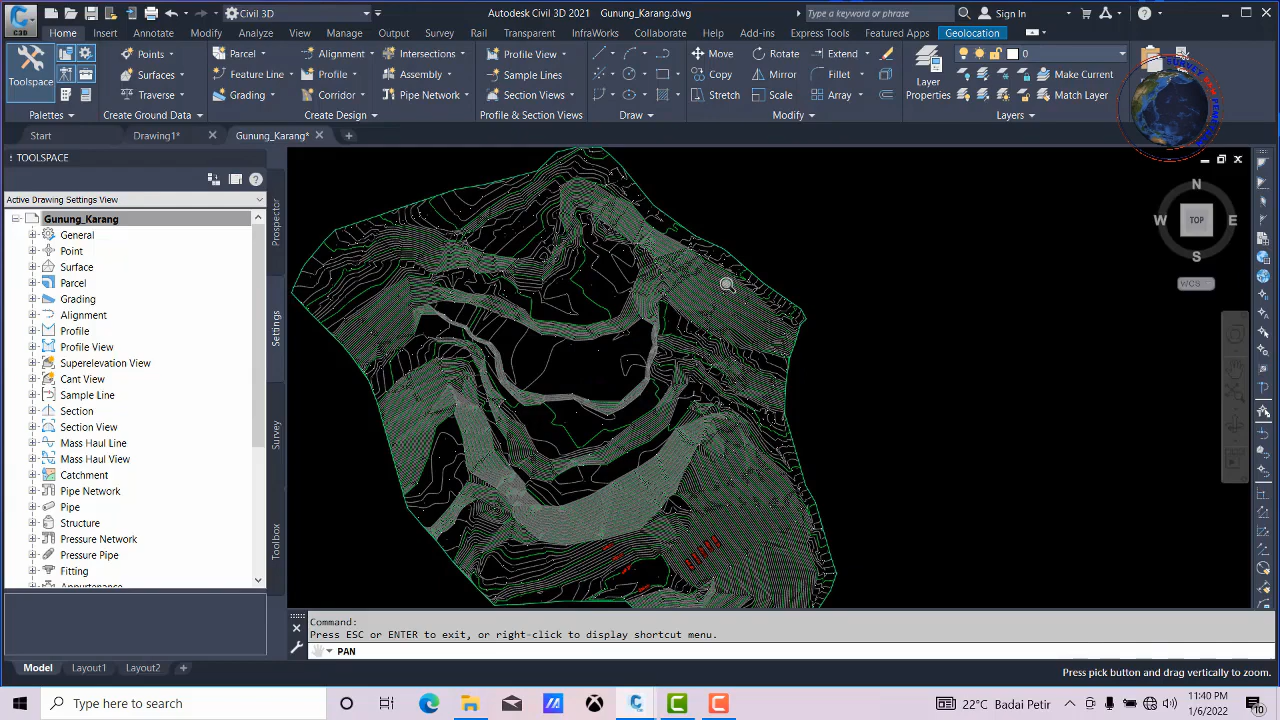 C3D
Civil 3D
Autodesk Civil 3D 2021 Gunung_Karang.dwg
Type a keyword or phrase
Sign In
Home Insert Annotate Modify Analyze View Manage Output Survey Rail Transparent InfraWorks Collaborate Help Add-ins Express Tools Featured Apps Geolocation
Points Parcel Alignment Intersections Profile View Move Rotate Extend 0
Toolspace Surfaces Feature Line Profile Assembly Sample Lines Copy Mirror Fillet Layer Properties Make Current
Traverse Grading Corridor Pipe Network Section Views Stretch Scale Array Match Layer
Palettes Create Ground Data Create Design Profile & Section Views Draw Modify Layers
Start Drawing1* Gunung_Karang*
TOOLSPACE
Active Drawing Settings View
Gunung_Karang
General
Point
Surface
Parcel
Grading
Alignment
Profile
Profile View
Superelevation View
Cant View
Sample Line
Section
Section View
Mass Haul Line
Mass Haul View
Catchment
Pipe Network
Pipe
Structure
Pressure Network
Pressure Pipe
Fitting
Appurtenance
Prospector
Settings
Survey
Toolbox
N
W TOP E
S
WCS
Command:
Press ESC or ENTER to exit, or right-click to display shortcut menu.
PAN
Model Layout1 Layout2
Press pick button and drag vertically to zoom.
Type here to search
22°C Badai Petir
11:40 PM
1/6/2022
10